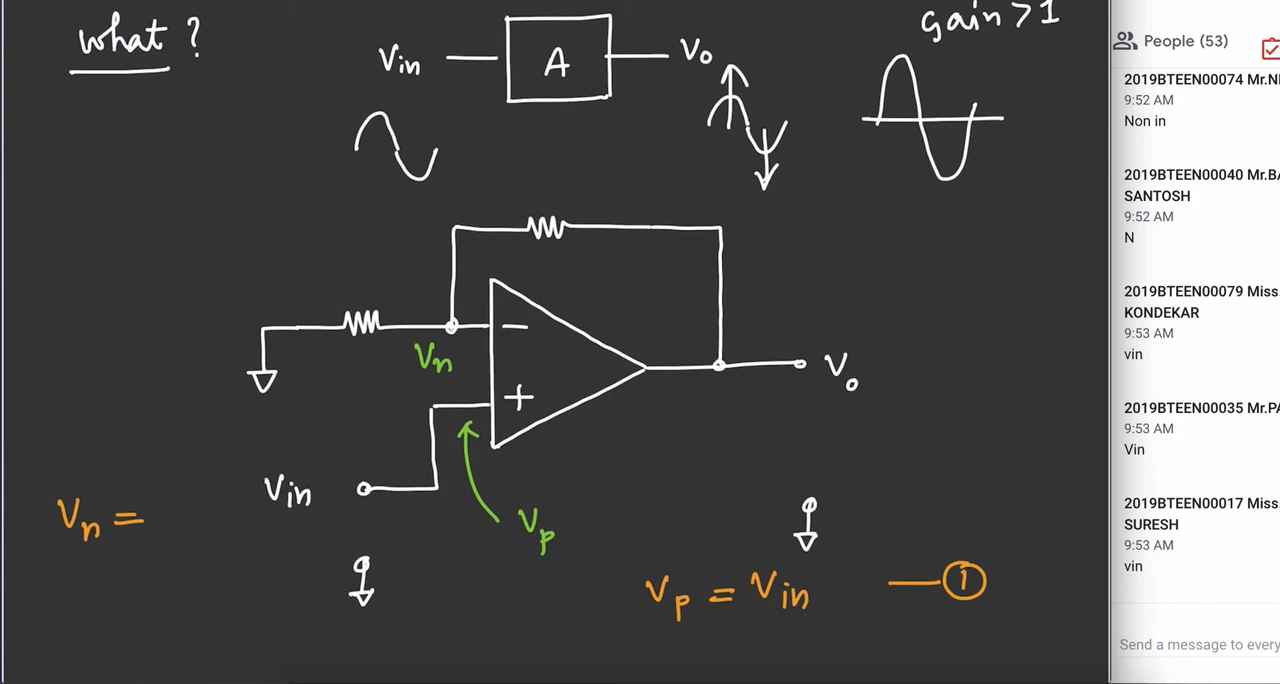 what ?
Vin
A
Vo
Gain > 1
Vn
−
+
Vo
Vin
Vp
Vn =
Vp = Vin —①
People (53)
2019BTEEN00074 Mr.N
9:52 AM
Non in
2019BTEEN00040 Mr.BA
SANTOSH
9:52 AM
N
2019BTEEN00079 Miss.
KONDEKAR
9:53 AM
vin
2019BTEEN00035 Mr.PA
9:53 AM
Vin
2019BTEEN00017 Miss.
SURESH
9:53 AM
vin
Send a message to every